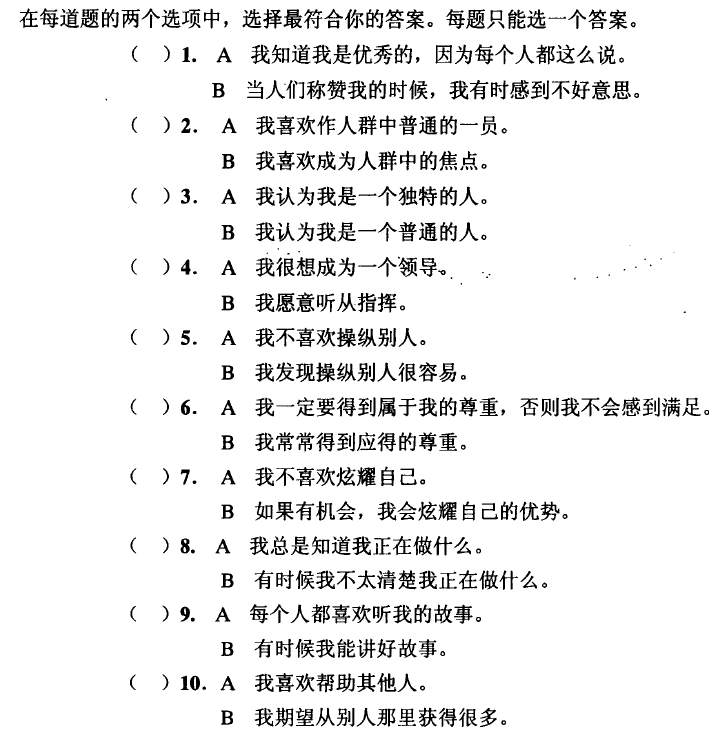 在每道题的两个选项中，选择最符合你的答案。每题只能选一个答案。
（ ）1. A 我知道我是优秀的，因为每个人都这么说。
B 当人们称赞我的时候，我有时感到不好意思。
（ ）2. A 我喜欢作人群中普通的一员。
B 我喜欢成为人群中的焦点。
（ ）3. A 我认为我是一个独特的人。
B 我认为我是一个普通的人。
（ ）4. A 我很想成为一个领导。
B 我愿意听从指挥。
（ ）5. A 我不喜欢操纵别人。
B 我发现操纵别人很容易。
（ ）6. A 我一定要得到属于我的尊重，否则我不会感到满足。
B 我常常得到应得的尊重。
（ ）7. A 我不喜欢炫耀自己。
B 如果有机会，我会炫耀自己的优势。
（ ）8. A 我总是知道我正在做什么。
B 有时候我不太清楚我正在做什么。
（ ）9. A 每个人都喜欢听我的故事。
B 有时候我能讲好故事。
（ ）10. A 我喜欢帮助其他人。
B 我期望从别人那里获得很多。